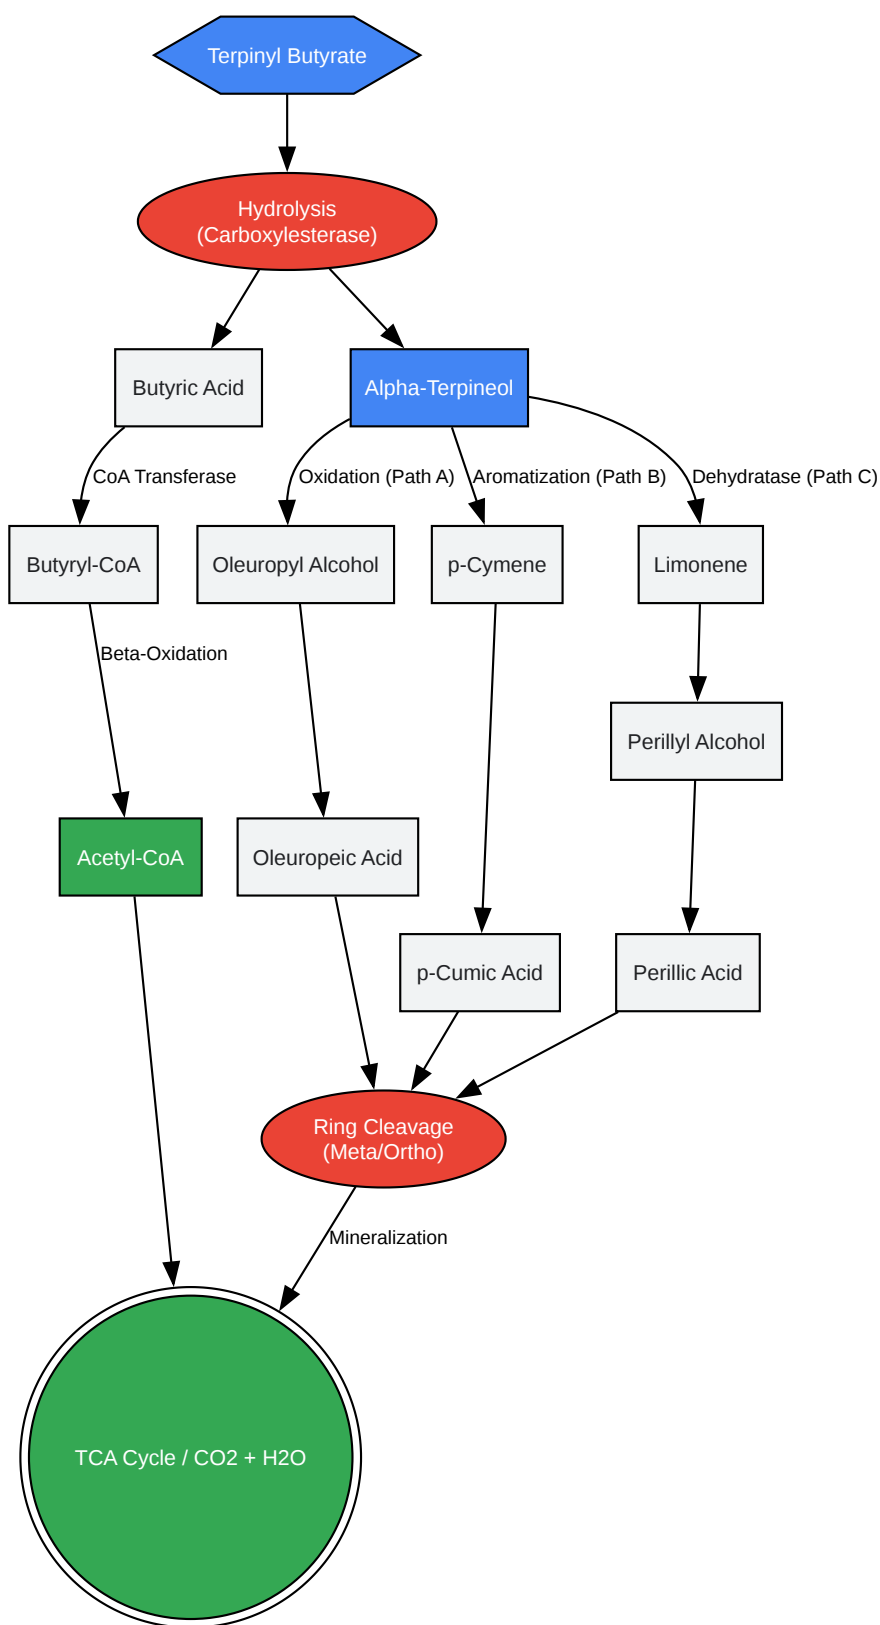 Terpinyl Butyrate
Hydrolysis
(Carboxylesterase)
Butyric Acid
Alpha-Terpineol
CoA Transferase
Oxidation (Path A)
Aromatization (Path B)
Dehydratase (Path C)
Butyryl-CoA
Oleuropyl Alcohol
p-Cymene
Limonene
Beta-Oxidation
Perillyl Alcohol
Acetyl-CoA
Oleuropeic Acid
p-Cumic Acid
Perillic Acid
Ring Cleavage
(Meta/Ortho)
Mineralization
TCA Cycle / CO2 + H2O